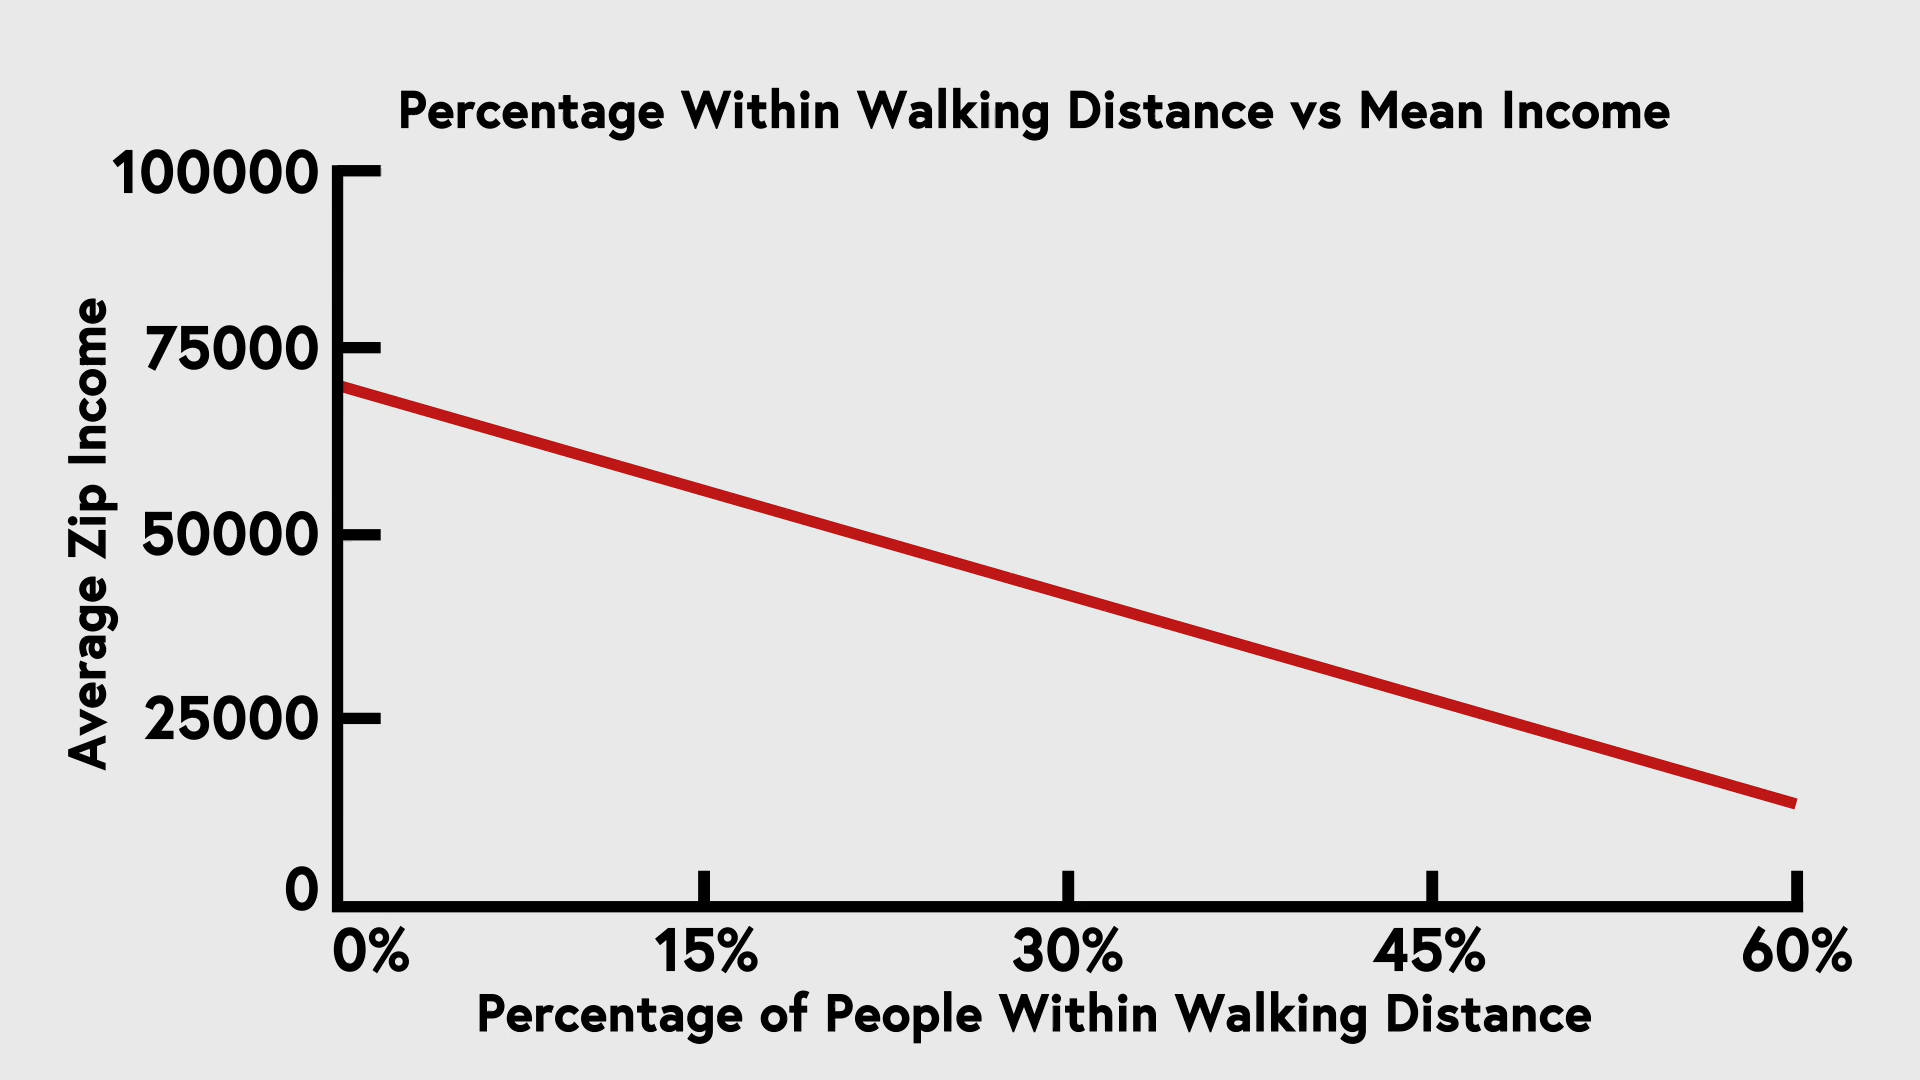 Percentage Within Walking Distance vs Mean Income
100000
75000
50000
25000
0
Average Zip Income
0% 15% 30% 45% 60%
Percentage of People Within Walking Distance